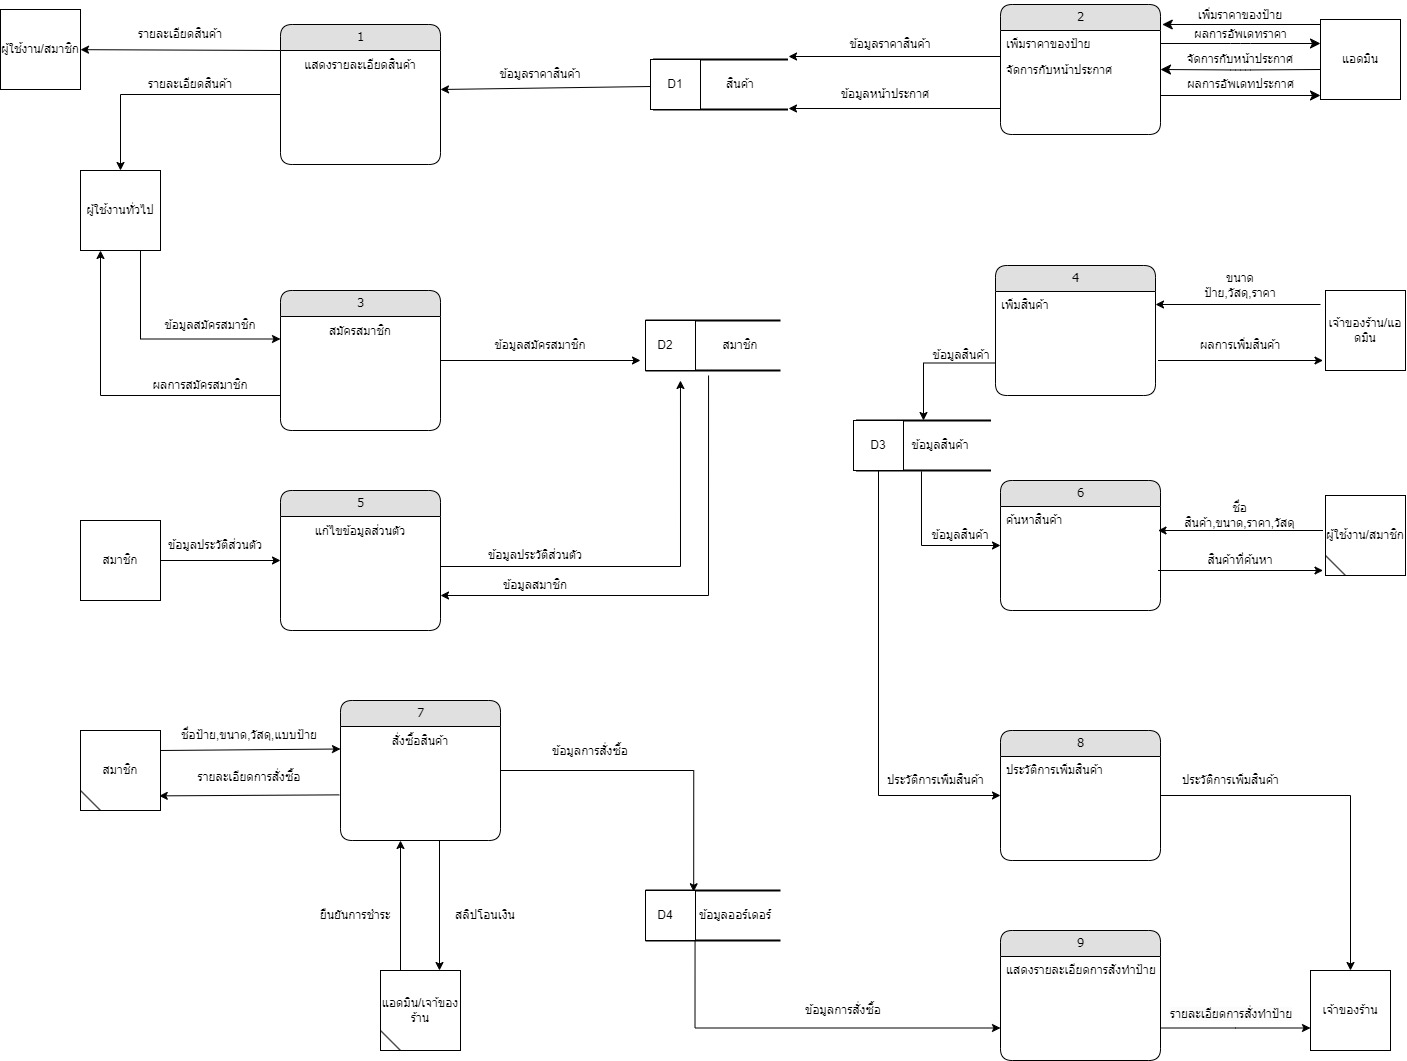 ผู้ใช้งาน/สมาชิก
รายละเอียดสินค้า
1
แสดงรายละเอียดสินค้า
รายละเอียดสินค้า
ข้อมูลราคาสินค้า
D1
สินค้า
ข้อมูลราคาสินค้า
ข้อมูลหน้าประกาศ
2
เพิ่มราคาของป้าย
จัดการกับหน้าประกาศ
เพิ่มราคาของป้าย
ผลการอัพเดทราคา
จัดการกับหน้าประกาศ
ผลการอัพเดทประกาศ
แอดมิน
ผู้ใช้งานทั่วไป
ข้อมูลสมัครสมาชิก
ผลการสมัครสมาชิก
3
สมัครสมาชิก
ข้อมูลสมัครสมาชิก
D2
สมาชิก
4
เพิ่มสินค้า
ขนาด
ป้าย,วัสดุ,ราคา
ผลการเพิ่มสินค้า
เจ้าของร้าน/แอ
ดมิน
ข้อมูลสินค้า
D3
ข้อมูลสินค้า
สมาชิก
ข้อมูลประวัติส่วนตัว
5
แก้ไขข้อมูลส่วนตัว
ข้อมูลประวัติส่วนตัว
ข้อมูลสมาชิก
ข้อมูลสินค้า
6
ค้นหาสินค้า
ชื่อ
สินค้า,ขนาด,ราคา,วัสดุ
สินค้าที่ค้นหา
ผู้ใช้งาน/สมาชิก
สมาชิก
ชื่อป้าย,ขนาด,วัสดุ,แบบป้าย
รายละเอียดการสั่งซื้อ
7
สั่งซื้อสินค้า
ข้อมูลการสั่งซื้อ
ประวัติการเพิ่มสินค้า
8
ประวัติการเพิ่มสินค้า
ประวัติการเพิ่มสินค้า
ยืนยันการชำระ
สลิปโอนเงิน
แอดมิน/เจ้าของ
ร้าน
D4
ข้อมูลออร์เดอร์
ข้อมูลการสั่งซื้อ
9
แสดงรายละเอียดการสั่งทำป้าย
รายละเอียดการสั่งทำป้าย
เจ้าของร้าน